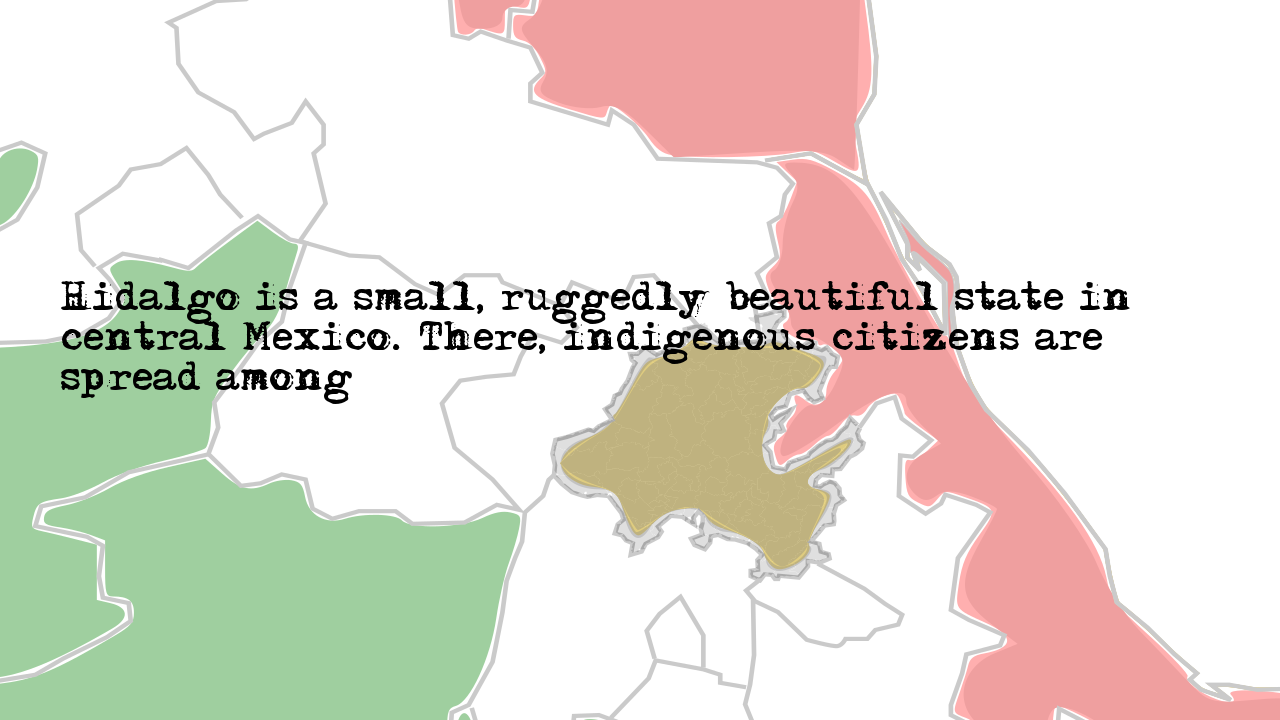 Hidalgo is a small, ruggedly beautiful state in
central Mexico. There, indigenous citizens are
spread among